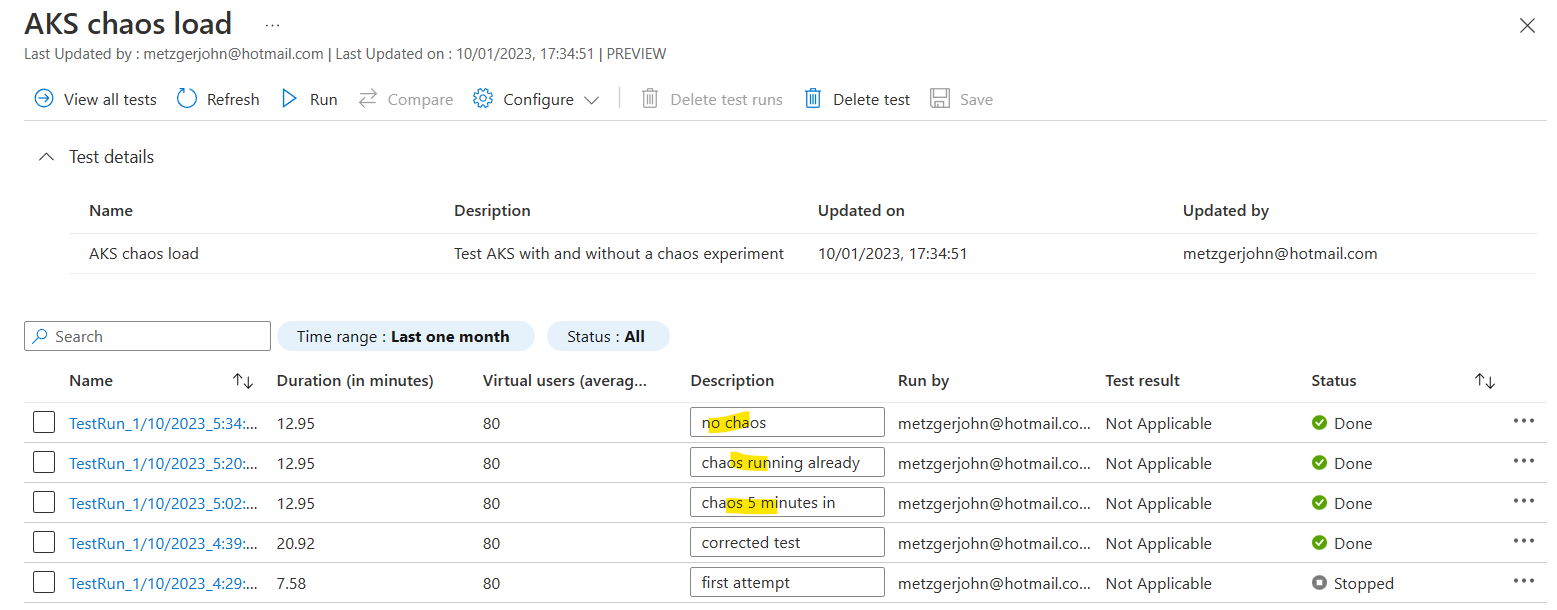 AKS chaos load ...
Last Updated by : metzgerjohn@hotmail.com | Last Updated on : 10/01/2023, 17:34:51 | PREVIEW
View all tests Refresh Run Compare Configure Delete test runs Delete test Save
Test details
Name Desription Updated on Updated by
AKS chaos load Test AKS with and without a chaos experiment 10/01/2023, 17:34:51 metzgerjohn@hotmail.com
Search Time range : Last one month Status : All
Name Duration (in minutes) Virtual users (averag... Description Run by Test result Status
TestRun_1/10/2023_5:34:... 12.95 80 no chaos metzgerjohn@hotmail.co... Not Applicable Done
TestRun_1/10/2023_5:20:... 12.95 80 chaos running already metzgerjohn@hotmail.co... Not Applicable Done
TestRun_1/10/2023_5:02:... 12.95 80 chaos 5 minutes in metzgerjohn@hotmail.co... Not Applicable Done
TestRun_1/10/2023_4:39:... 20.92 80 corrected test metzgerjohn@hotmail.co... Not Applicable Done
TestRun_1/10/2023_4:29:... 7.58 80 first attempt metzgerjohn@hotmail.co... Not Applicable Stopped